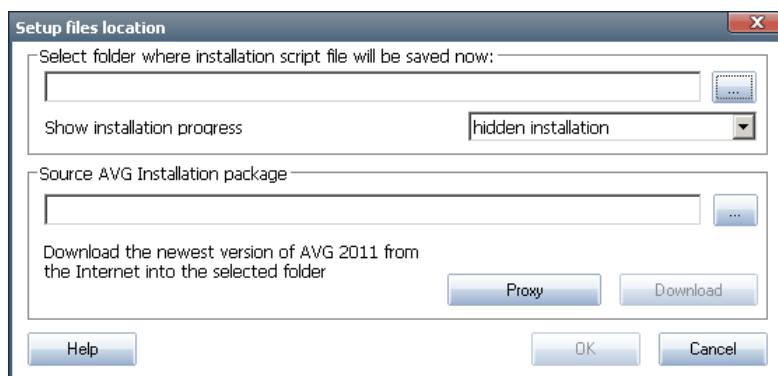 Setup files location
Select folder where installation script file will be saved now:
...
Show installation progress
hidden installation
Source AVG Installation package
...
Download the newest version of AVG 2011 from
the Internet into the selected folder
Proxy
Download
Help
OK
Cancel